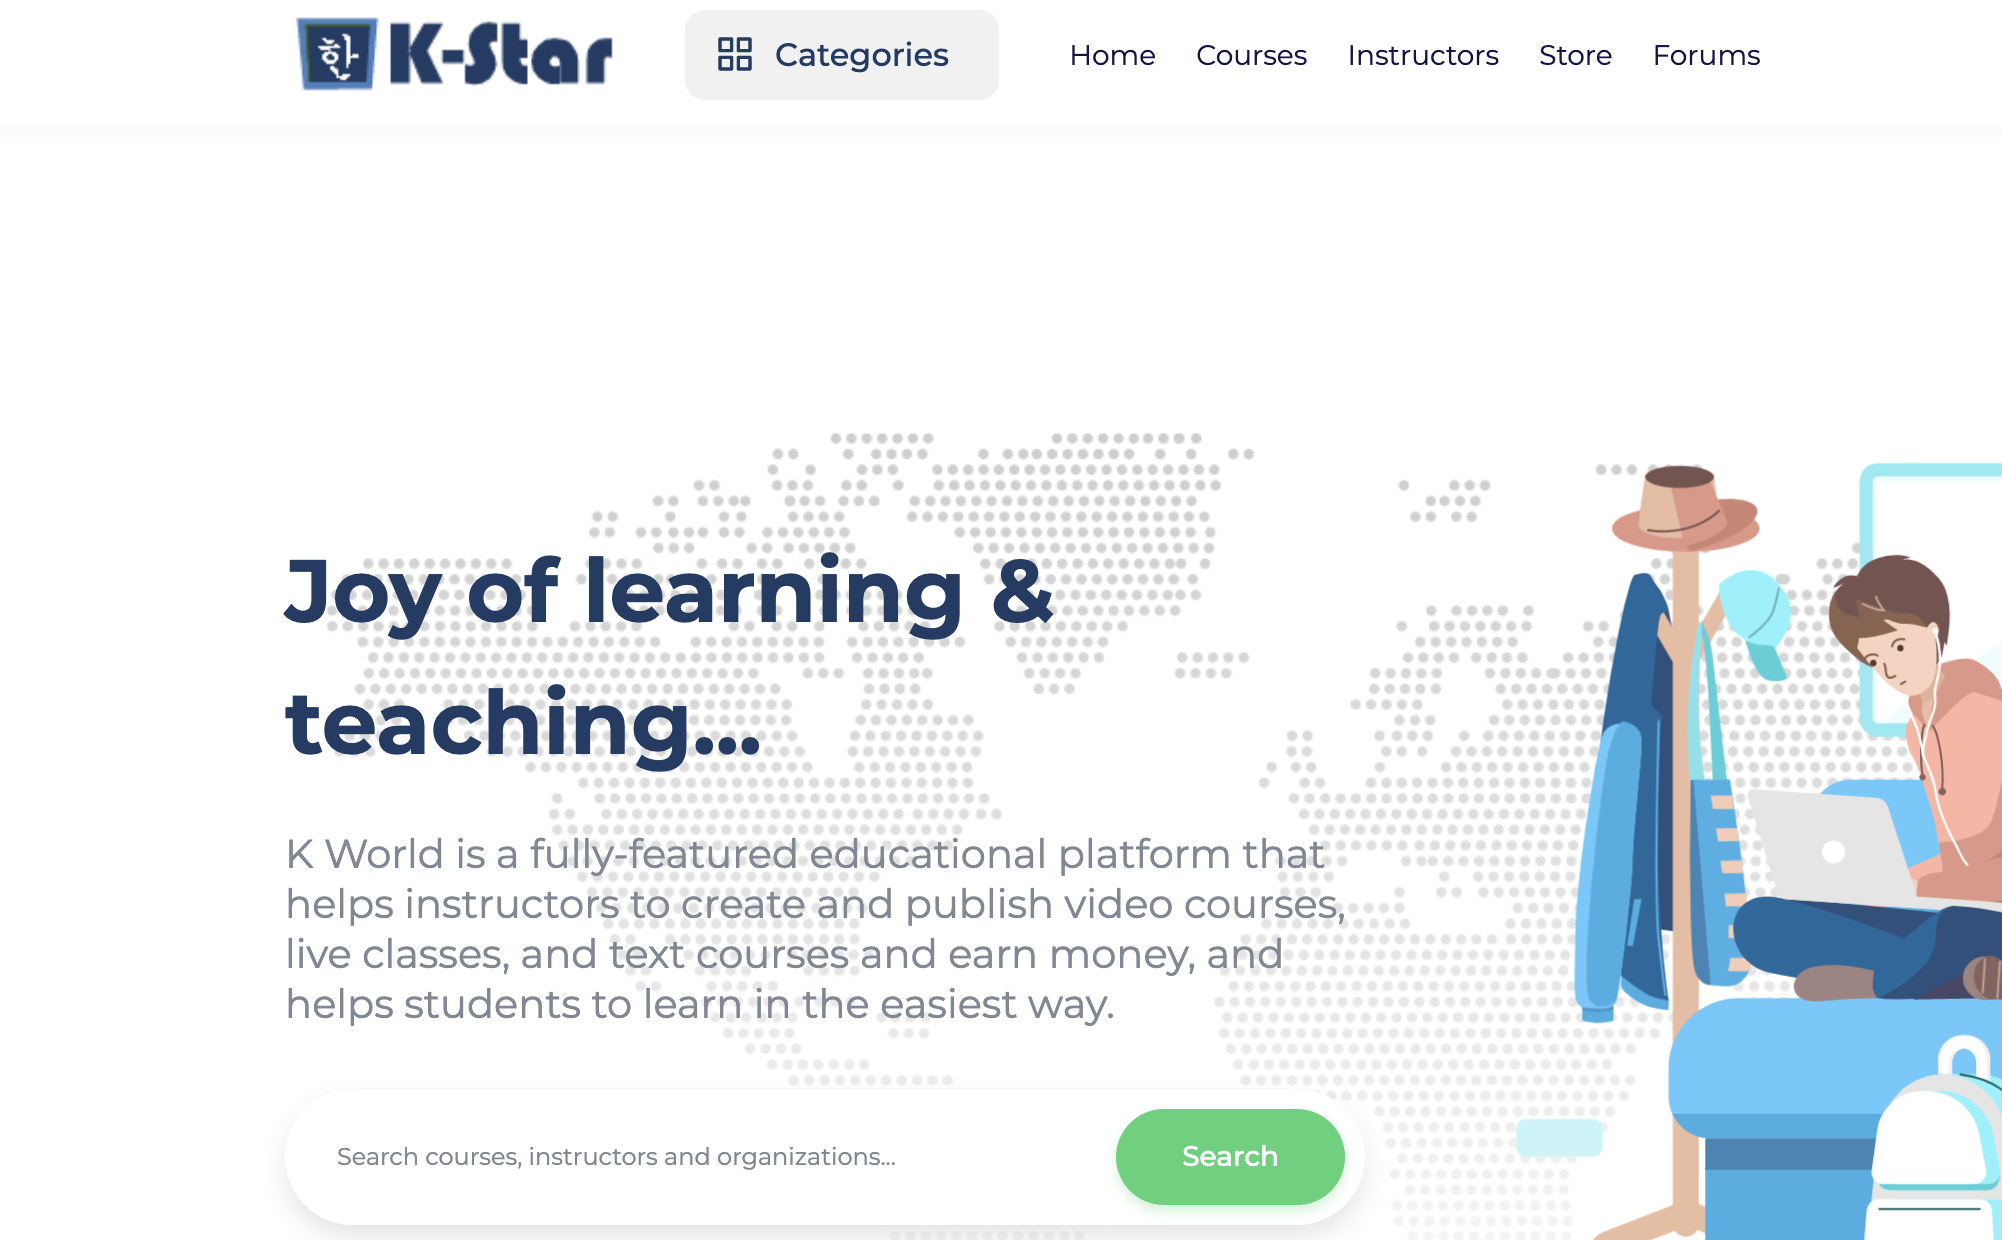 한 K-Star
Categories
Home
Courses
Instructors
Store
Forums
Joy of learning &
teaching...
K World is a fully-featured educational platform that
helps instructors to create and publish video courses,
live classes, and text courses and earn money, and
helps students to learn in the easiest way.
Search courses, instructors and organizations...
Search